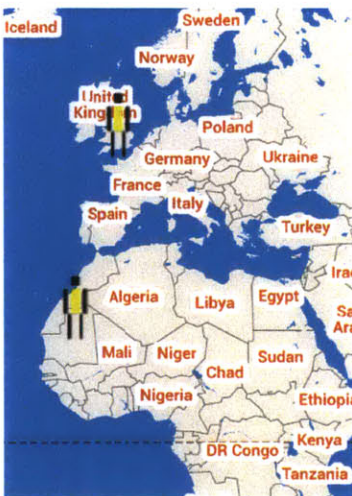 Iceland
Sweden
Norway
United
Kingdom
Poland
Germany
Ukraine
France
Italy
Spain
Turkey
Algeria
Libya
Egypt
Mali
Niger
Sudan
Chad
Nigeria
Ethiopia
Kenya
DR Congo
Tanzania